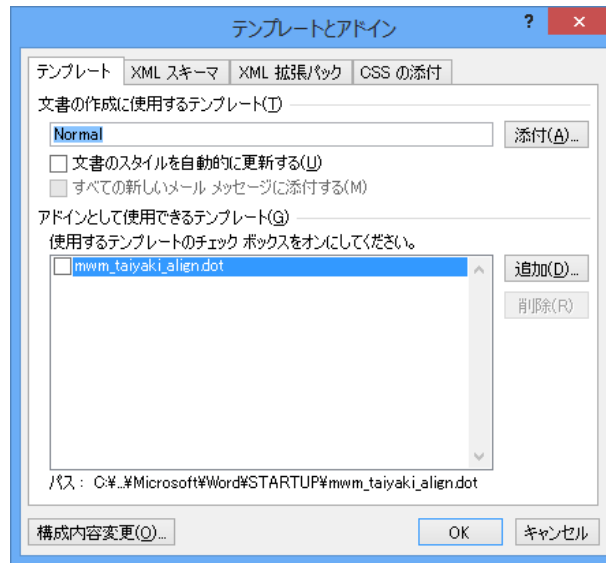 テンプレートとアドイン
? ×
テンプレート XML スキーマ XML 拡張パック CSS の添付
文書の作成に使用するテンプレート(T)
Normal 添付(A)...
文書のスタイルを自動的に更新する(U)
すべての新しいメール メッセージに添付する(M)
アドインとして使用できるテンプレート(G)
使用するテンプレートのチェック ボックスをオンにしてください。
mwm_taiyaki_align.dot 追加(D)...
削除(R)
パス： C:¥...¥Microsoft¥Word¥STARTUP¥mwm_taiyaki_align.dot
構成内容変更(O)... OK キャンセル